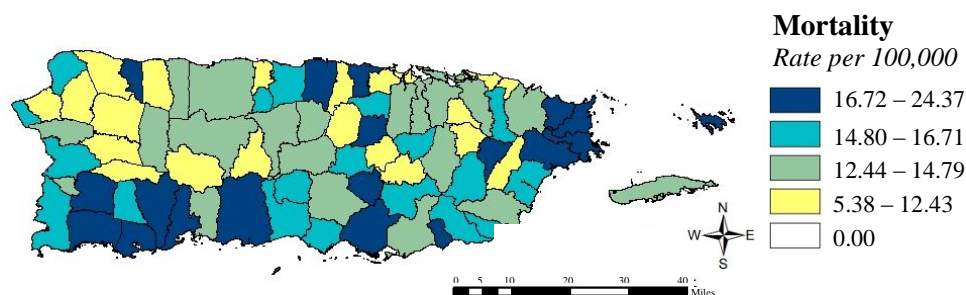 Mortality
Rate per 100,000
16.72 – 24.37
14.80 – 16.71
12.44 – 14.79
5.38 – 12.43
0.00
N
W E
S
0 5 10 20 30 40
Miles